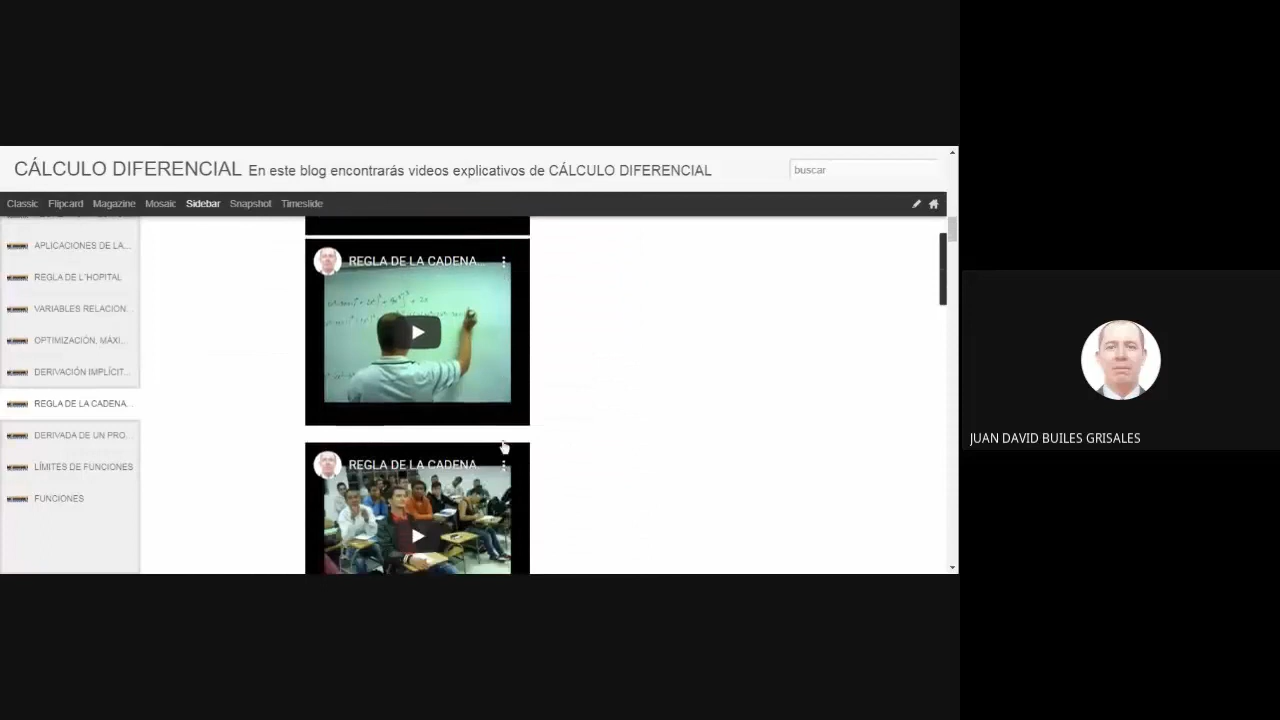 CÁLCULO DIFERENCIAL En este blog encontrarás videos explicativos de CÁLCULO DIFERENCIAL
buscar
Classic Flipcard Magazine Mosaic Sidebar Snapshot Timeslide
APLICACIONES DE LA...
REGLA DE L'HOPITAL
VARIABLES RELACION...
OPTIMIZACIÓN, MÁXI...
DERIVACIÓN IMPLÍCIT...
REGLA DE LA CADENA...
DERIVADA DE UN PRO...
LÍMITES DE FUNCIONES
FUNCIONES
REGLA DE LA CADENA...
REGLA DE LA CADENA...
JUAN DAVID BUILES GRISALES